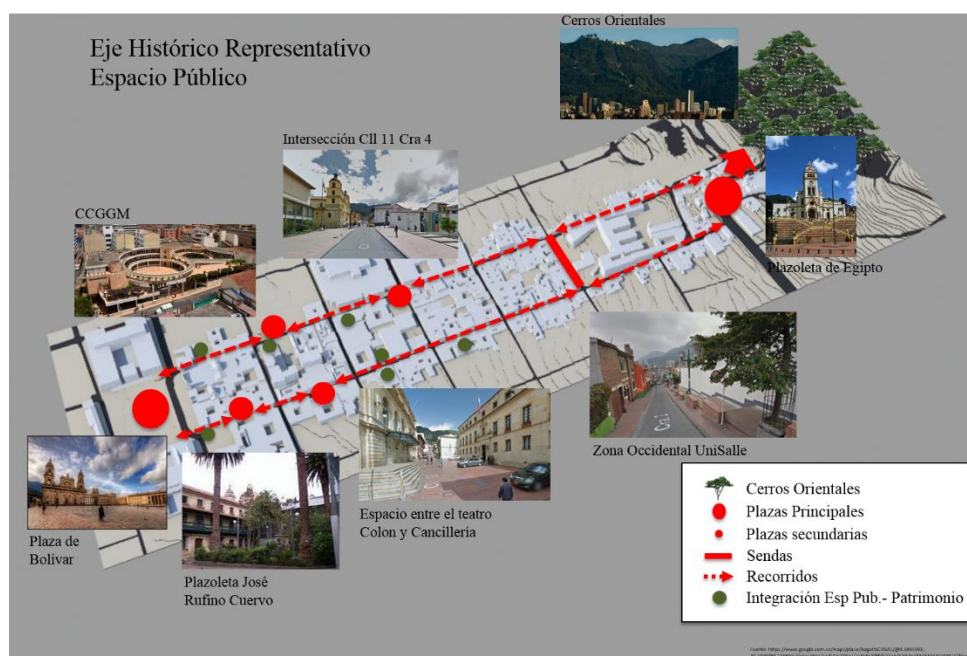 Eje Histórico Representativo
Espacio Público
Cerros Orientales
Intersección Cll 11 Cra 4
CCGGM
Plazoleta de Egipto
Zona Occidental UniSalle
Espacio entre el teatro
Colon y Cancillería
Plaza de
Bolívar
Plazoleta José
Rufino Cuervo
Cerros Orientales
Plazas Principales
Plazas secundarias
Sendas
Recorridos
Integración Esp Pub.- Patrimonio